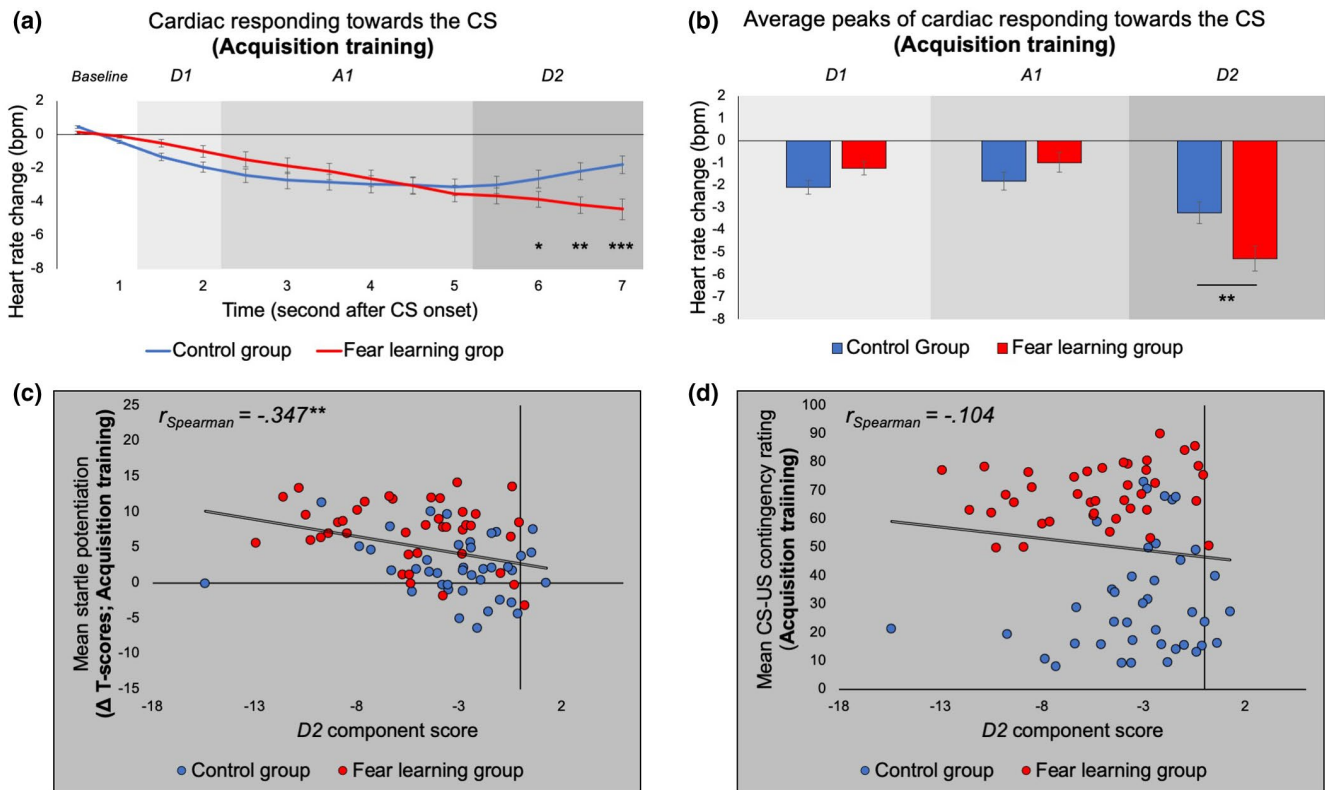 (a)
Cardiac responding towards the CS
(Acquisition training)
Baseline D1 A1 D2
Heart rate change (bpm)
2
0
-2
-4
-6
-8
* ** ***
1 2 3 4 5 6 7
Time (second after CS onset)
Control group Fear learning grop
(b)
Average peaks of cardiac responding towards the CS
(Acquisition training)
D1 A1 D2
Heart rate change (bpm)
2
1
0
-1
-2
-3
-4
-5
-6
-7
-8
**
Control Group Fear learning group
(c)
rSpearman = -.347**
Mean startle potentiation
(Δ T-scores; Acquisition training)
25
20
15
10
5
0
-5
-10
-15
-18 -13 -8 -3 2
D2 component score
Control group Fear learning group
(d)
rSpearman = -.104
Mean CS-US contingency rating
(Acquisition traiining)
100
90
80
70
60
50
40
30
20
10
0
-18 -13 -8 -3 2
D2 component score
Control group Fear learning group